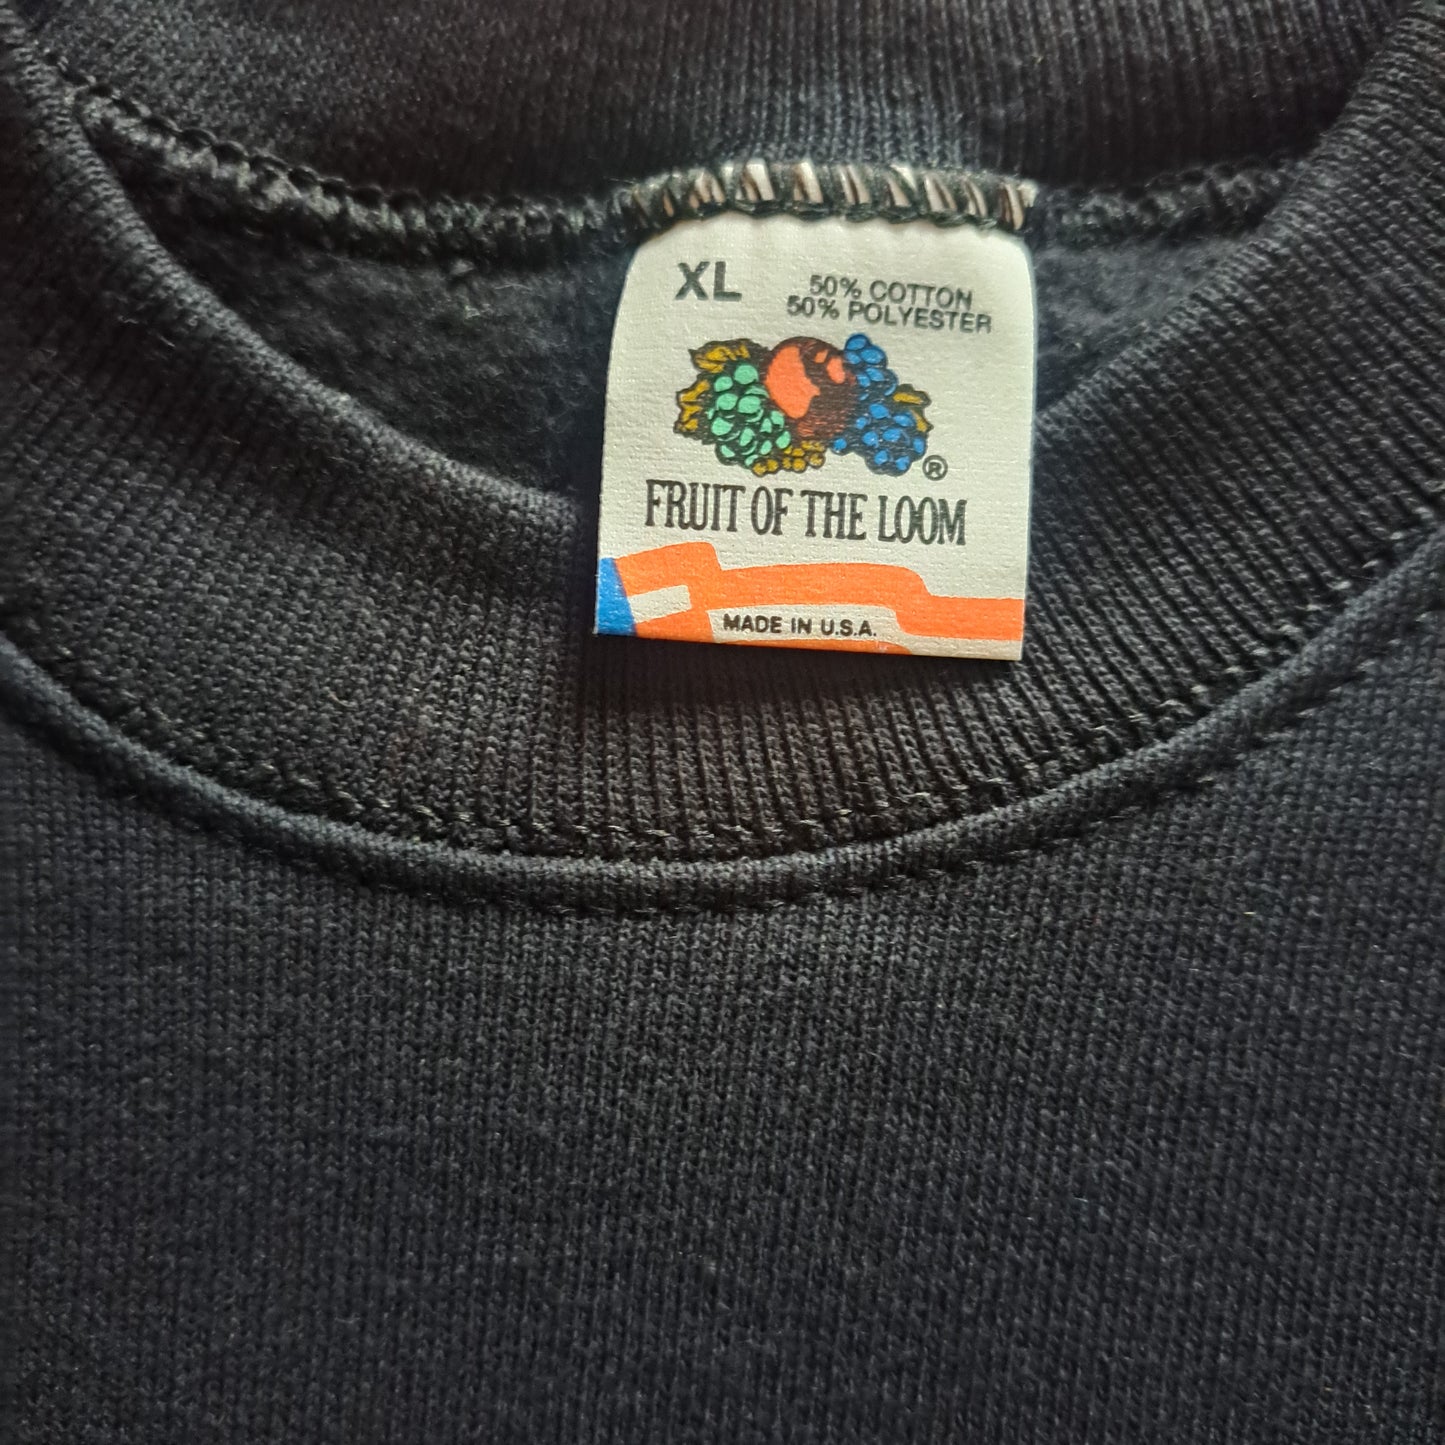 XL
50% COTTON
50% POLYESTER
®
FRUIT OF THE LOOM
MADE IN U.S.A.